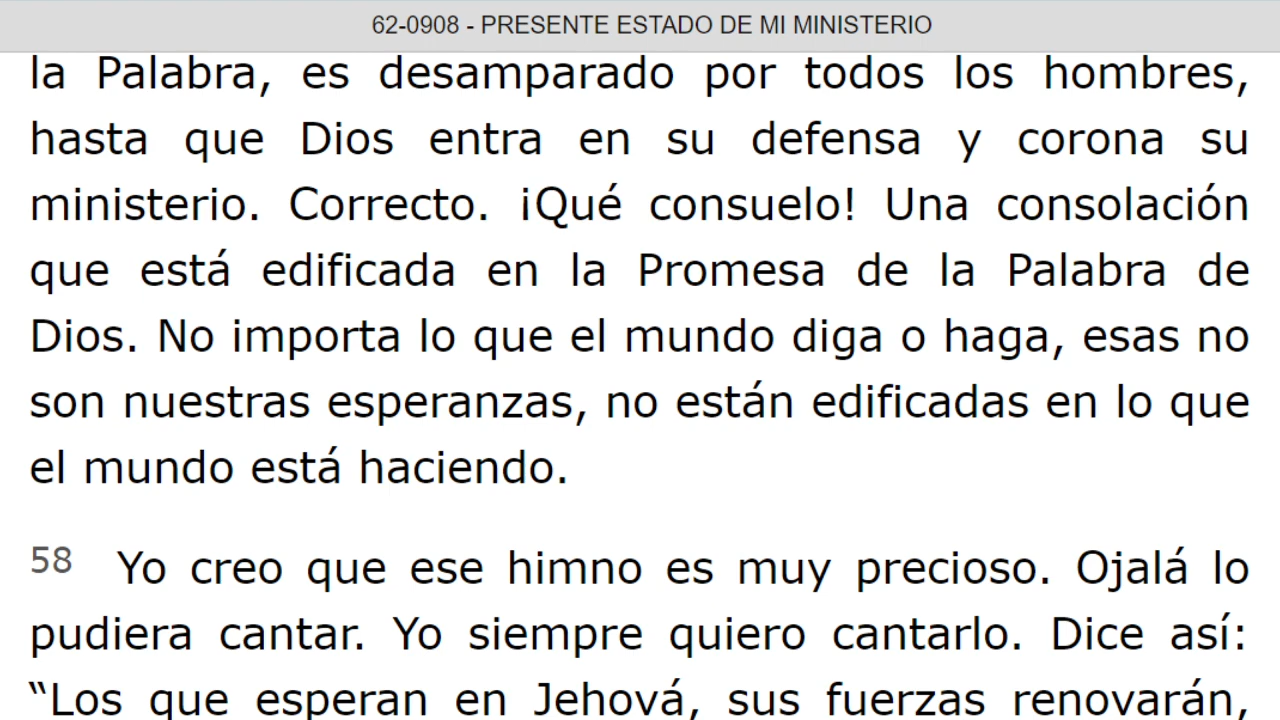 62-0908 - PRESENTE ESTADO DE MI MINISTERIO
la Palabra, es desamparado por todos los hombres,
hasta que Dios entra en su defensa y corona su
ministerio. Correcto. ¡Qué consuelo! Una consolación
que está edificada en la Promesa de la Palabra de
Dios. No importa lo que el mundo diga o haga, esas no
son nuestras esperanzas, no están edificadas en lo que
el mundo está haciendo.
58 Yo creo que ese himno es muy precioso. Ojalá lo
pudiera cantar. Yo siempre quiero cantarlo. Dice así:
“Los que esperan en Jehová, sus fuerzas renovarán,